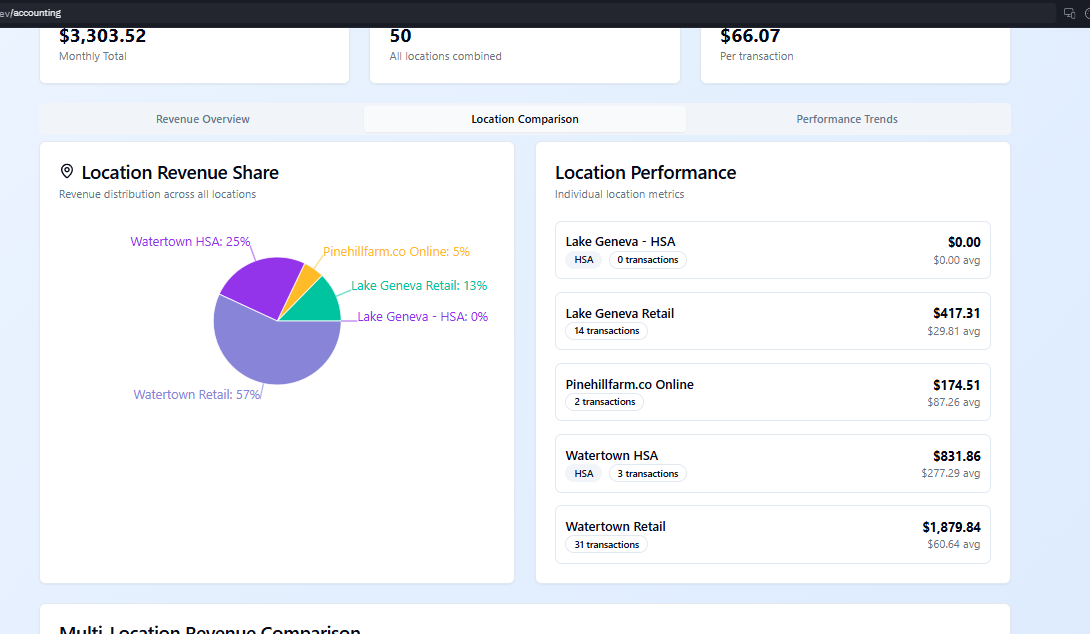 ev/accounting
$3,303.52
Monthly Total
50
All locations combined
$66.07
Per transaction
Revenue Overview
Location Comparison
Performance Trends
Location Revenue Share
Revenue distribution across all locations
Watertown HSA: 25%
Pinehillfarm.co Online: 5%
Lake Geneva Retail: 13%
Lake Geneva - HSA: 0%
Watertown Retail: 57%
Location Performance
Individual location metrics
Lake Geneva - HSA
$0.00
HSA
0 transactions
$0.00 avg
Lake Geneva Retail
$417.31
14 transactions
$29.81 avg
Pinehillfarm.co Online
$174.51
2 transactions
$87.26 avg
Watertown HSA
$831.86
HSA
3 transactions
$277.29 avg
Watertown Retail
$1,879.84
31 transactions
$60.64 avg
Multi-Location Revenue Comparison